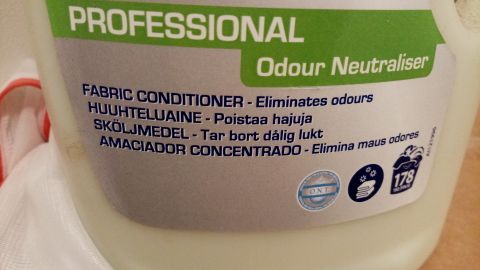 PROFESSIONAL
Odour Neutraliser
FABRIC CONDITIONER - Eliminates odours
HUUHTELUAINE - Poistaa hajuja
SKÖLJMEDEL - Tar bort dålig lukt
AMACIADOR CONCENTRADO - Elimina maus odores
O.N.T
178